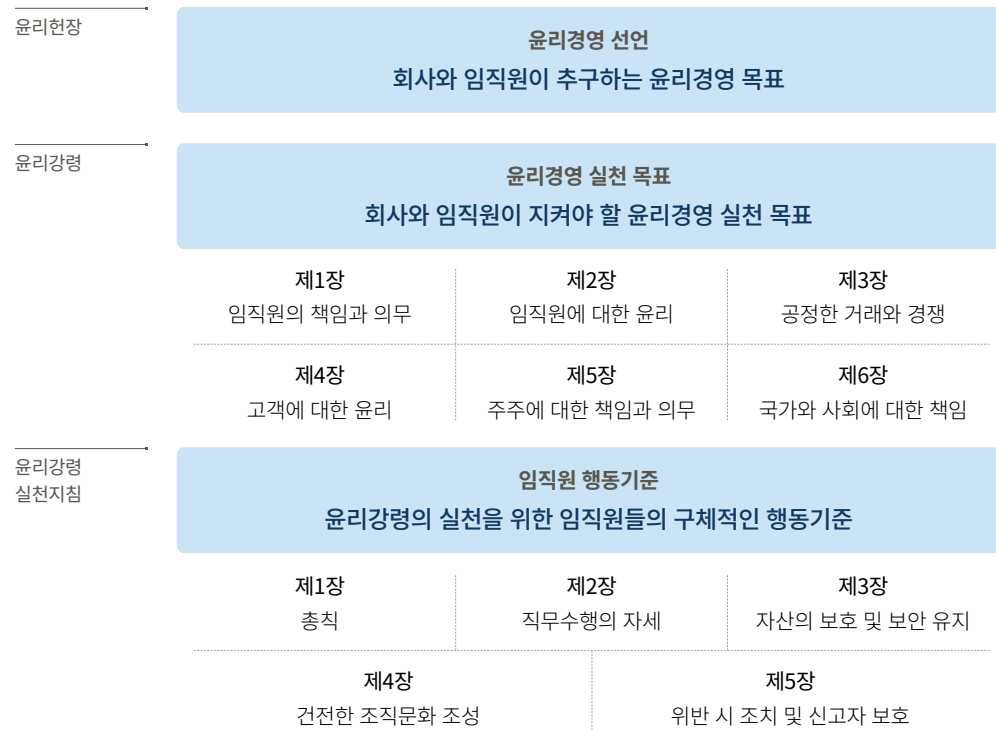 윤리헌장
윤리경영 선언
회사와 임직원이 추구하는 윤리경영 목표
윤리강령
윤리경영 실천 목표
회사와 임직원이 지켜야 할 윤리경영 실천 목표
제1장
임직원의 책임과 의무
제2장
임직원에 대한 윤리
제3장
공정한 거래와 경쟁
제4장
고객에 대한 윤리
제5장
주주에 대한 책임과 의무
제6장
국가와 사회에 대한 책임
윤리강령
실천지침
임직원 행동기준
윤리강령의 실천을 위한 임직원들의 구체적인 행동기준
제1장
총칙
제2장
직무수행의 자세
제3장
자산의 보호 및 보안 유지
제4장
건전한 조직문화 조성
제5장
위반 시 조치 및 신고자 보호